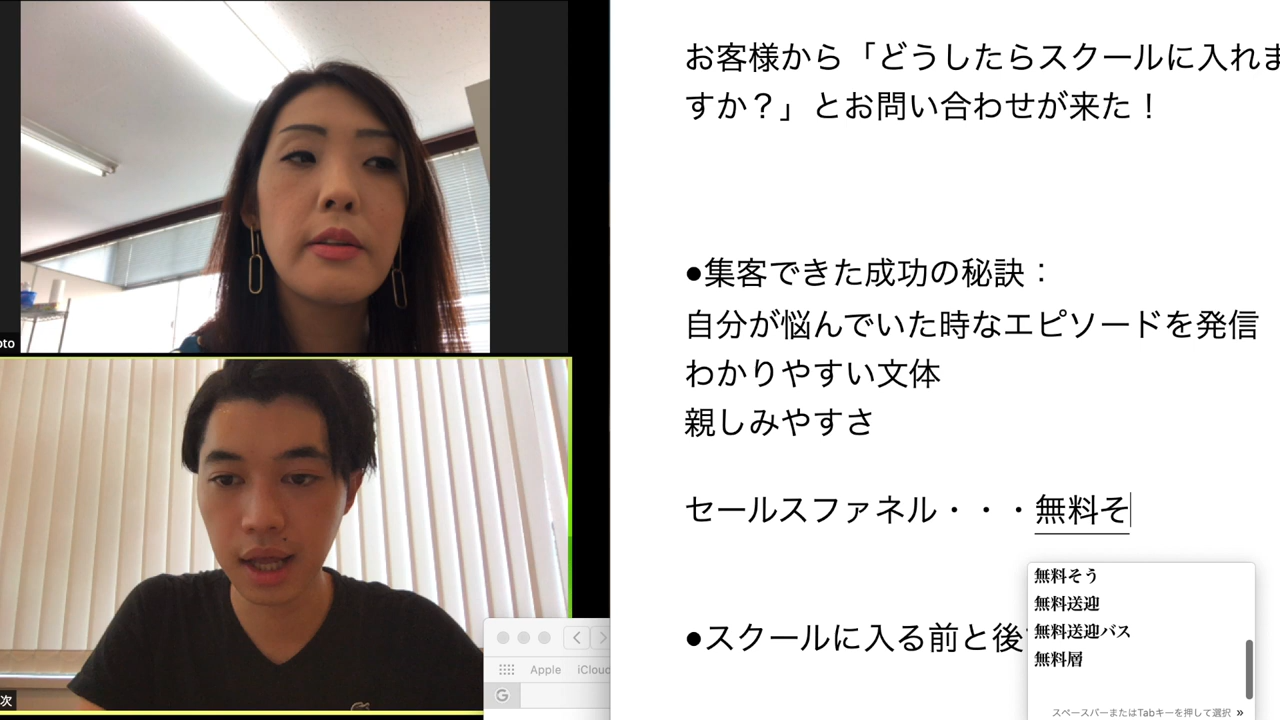 お客様から「どうしたらスクールに入れま
すか？」とお問い合わせが来た！
●集客できた成功の秘訣：
自分が悩んでいた時なエピソードを発信
わかりやすい文体
親しみやすさ
セールスファネル・・・無料そ
無料そう
無料送迎
無料送迎バス
無料層
スペースバーまたはTabキーを押して選択 »
●スクールに入る前と後
oto
次
Apple iCloud
G